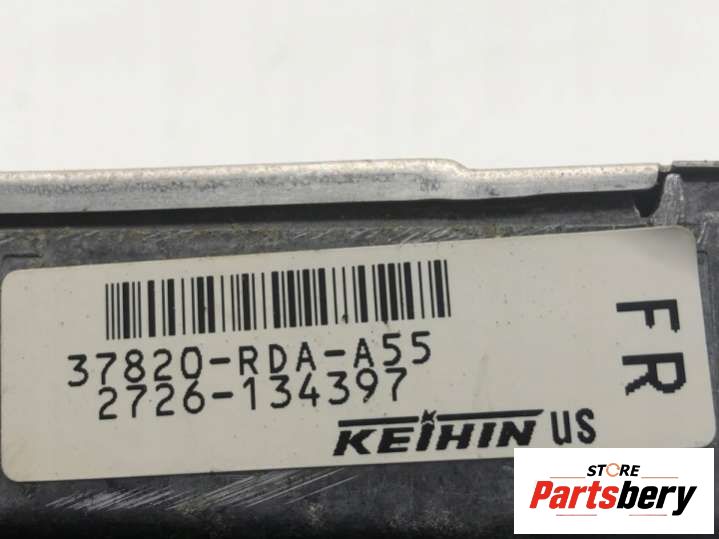 37820-RDA-A55
2726-134397
KEIHIN US
FR
STORE
Partsbery